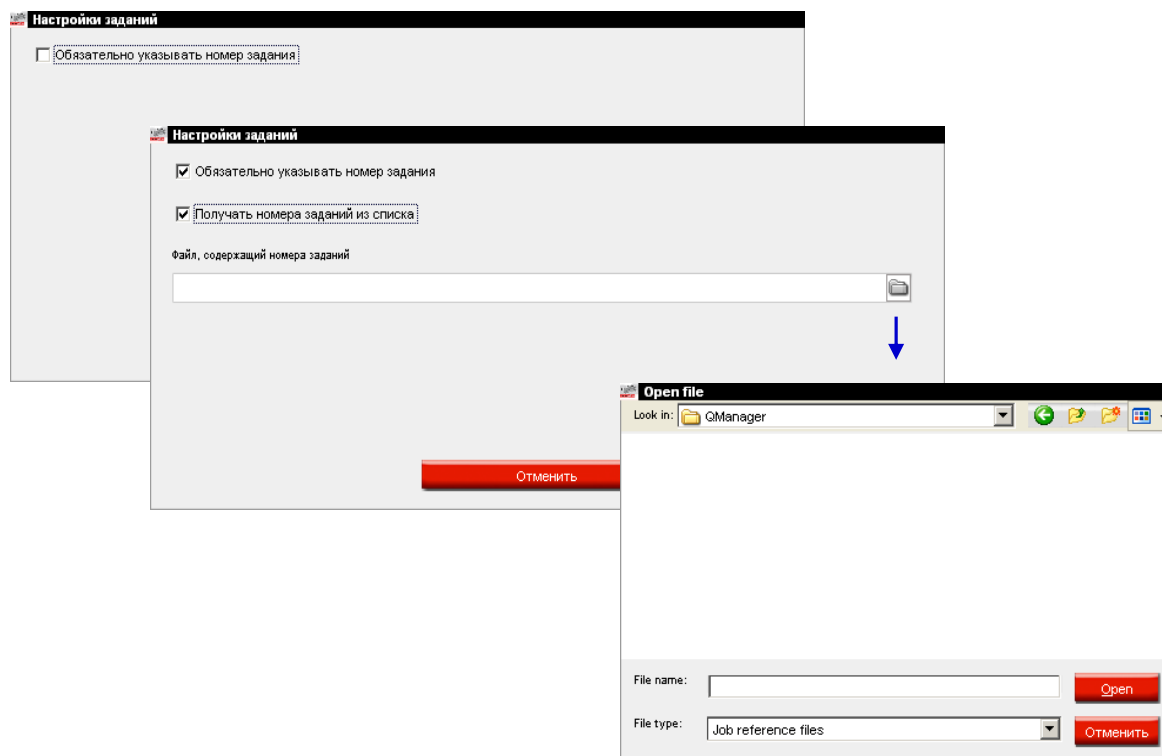 Настройки заданий
Обязательно указывать номер задания
Настройки заданий
Обязательно указывать номер задания
Получать номера заданий из списка
Файл, содержащий номера заданий
Отменить
Open file
Look in: QManager
File name:
Open
File type: Job reference files
Отменить